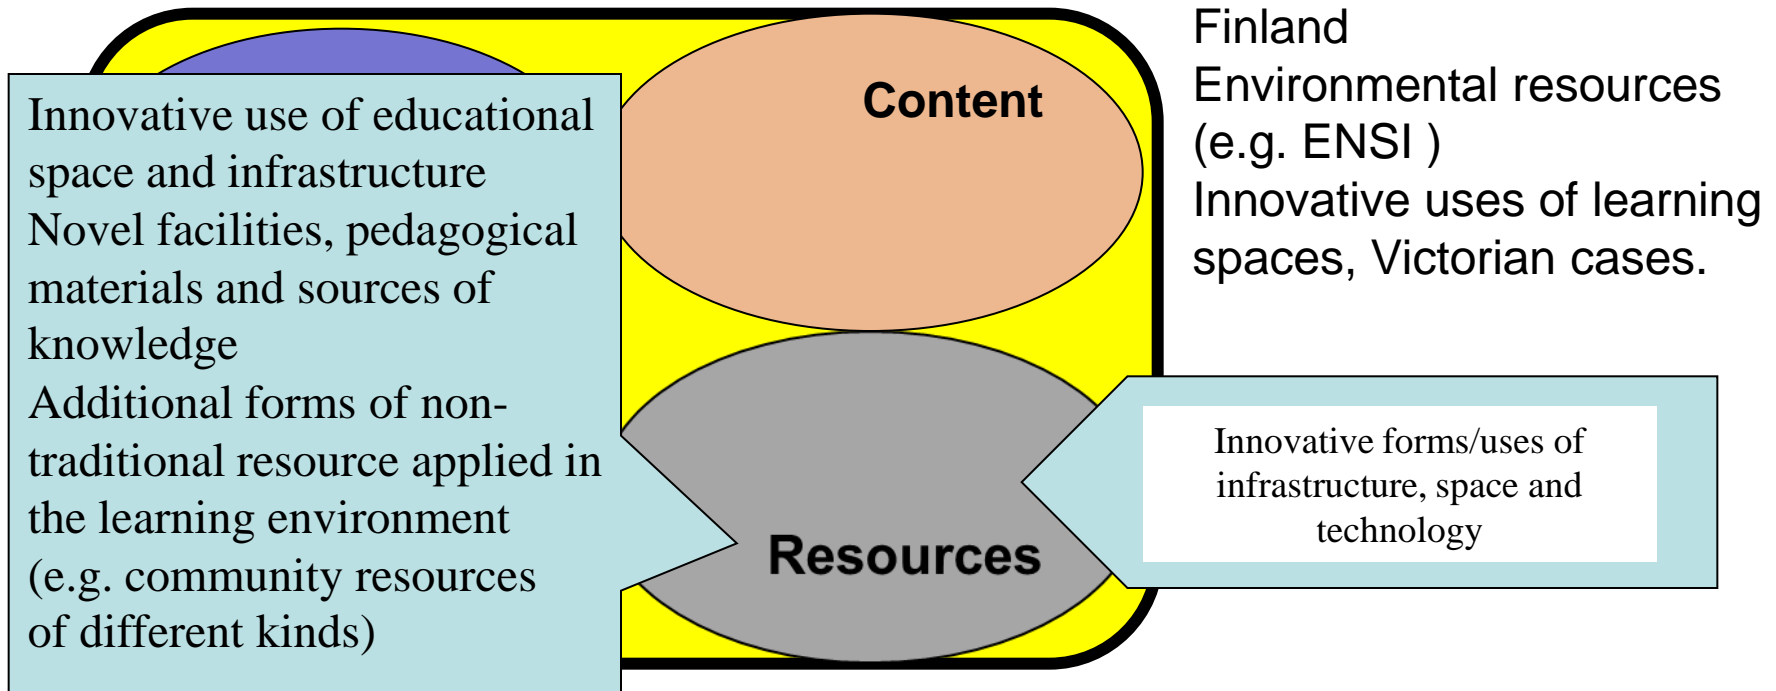 Innovative use of educational
space and infrastructure
Novel facilities, pedagogical
materials and sources of
knowledge
Additional forms of non-
traditional resource applied in
the learning environment
(e.g. community resources
of different kinds)
Content
Resources
Finland
Environmental resources
(e.g. ENSI )
Innovative uses of learning
spaces, Victorian cases.
Innovative forms/uses of
infrastructure, space and
technology